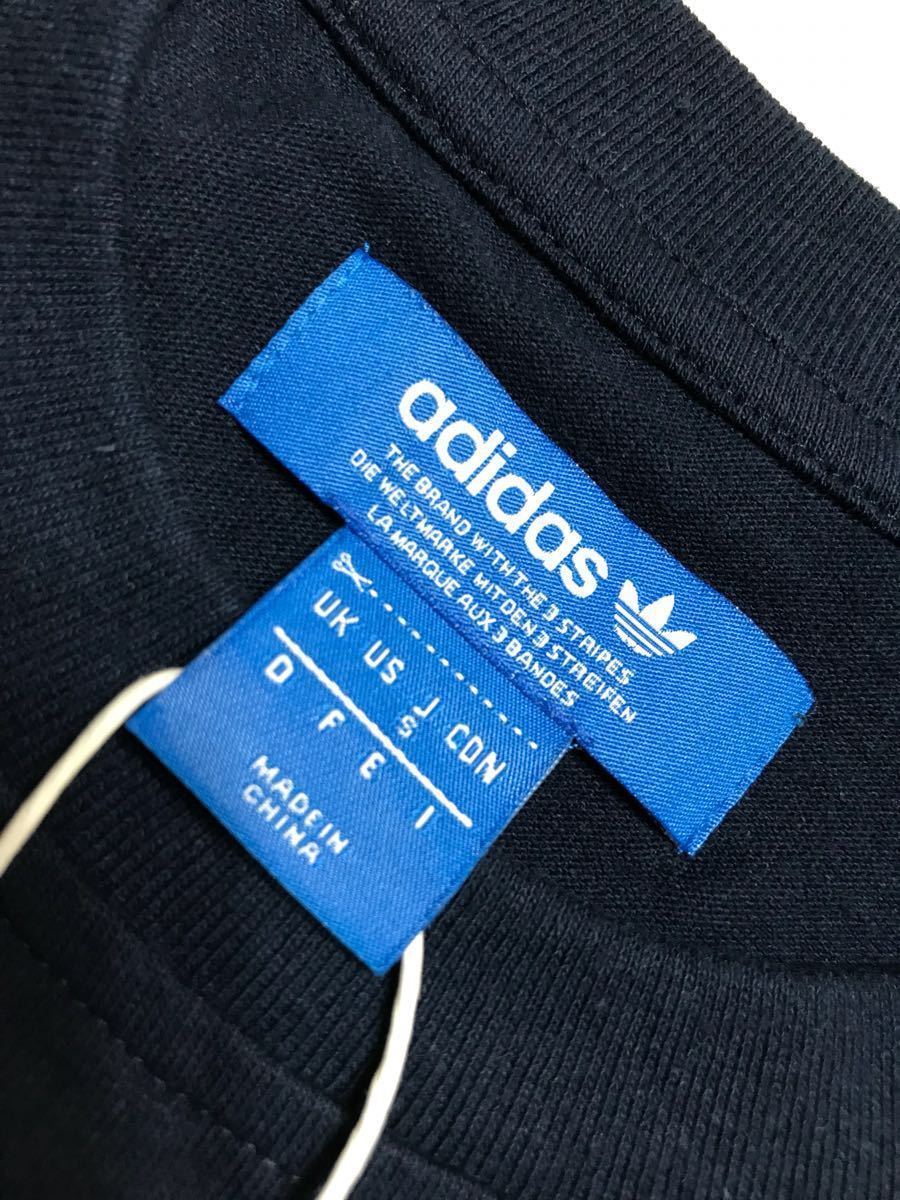 adidas
THE BRAND WITH THE 3 STRIPES
DIE WELTMARKE MIT DEN 3 STREIFEN
LA MARQUE AUX 3 BANDES
UK US J CDN
S
D F E I
MADE IN
CHINA